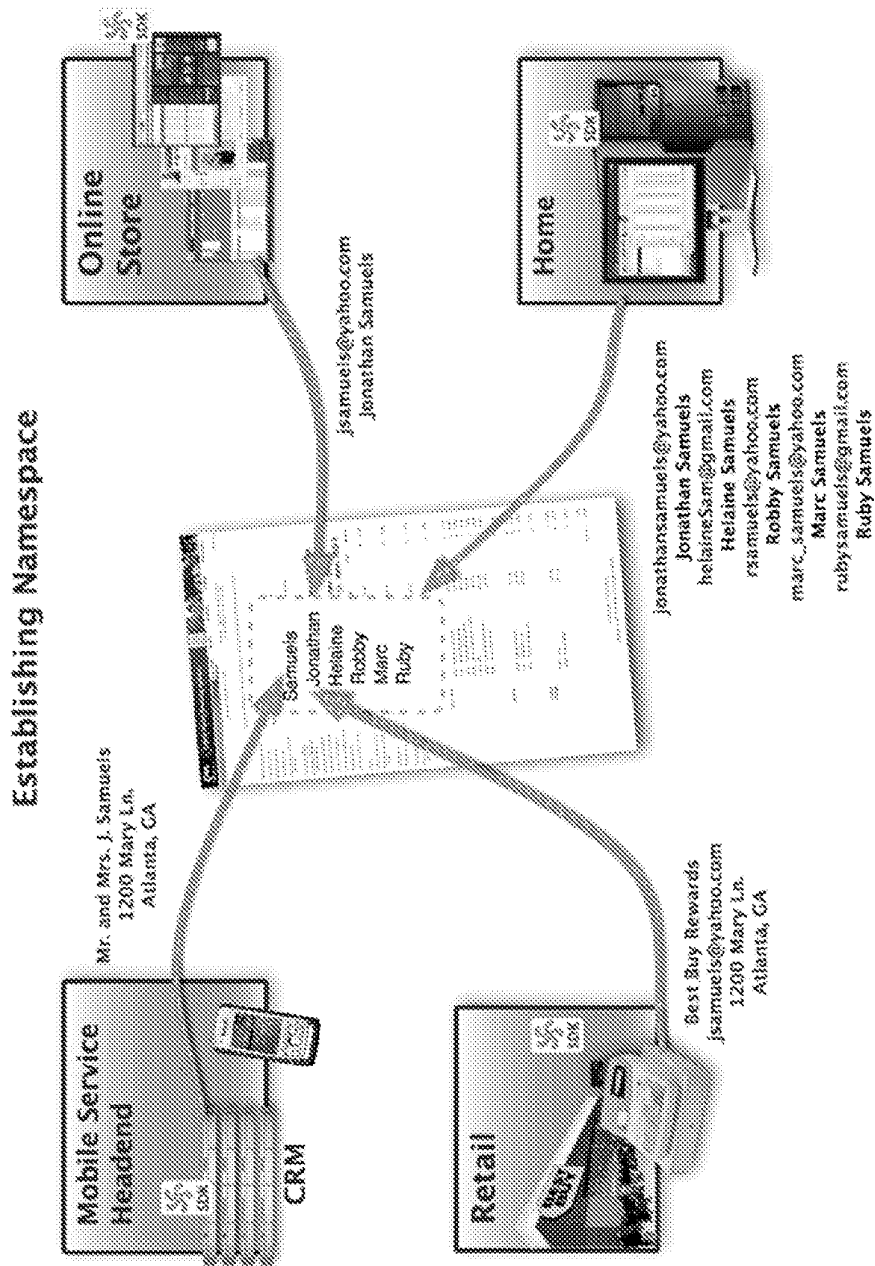 Establishing Namespace
Mobile Service
Headend
SDK
CRM
Mr. and Mrs. J. Samuels
1200 Mary Ln.
Atlanta, GA
Online
Store
SDK
jsamuels@yahoo.com
Jonathan Samuels
Samuels
Jonathan
Helaine
Robby
Marc
Ruby
Retail
SDK
BEST
BUY
Best Buy Rewards
jsamuels@yahoo.com
1200 Mary Ln.
Atlanta, GA
Home
SDK
jonathansamuels@yahoo.com
Jonathan Samuels
helaineSam@gmail.com
Helaine Samuels
rsamuels@yahoo.com
Robby Samuels
marc_samuels@yahoo.com
Marc Samuels
rubysamuels@gmail.com
Ruby Samuels